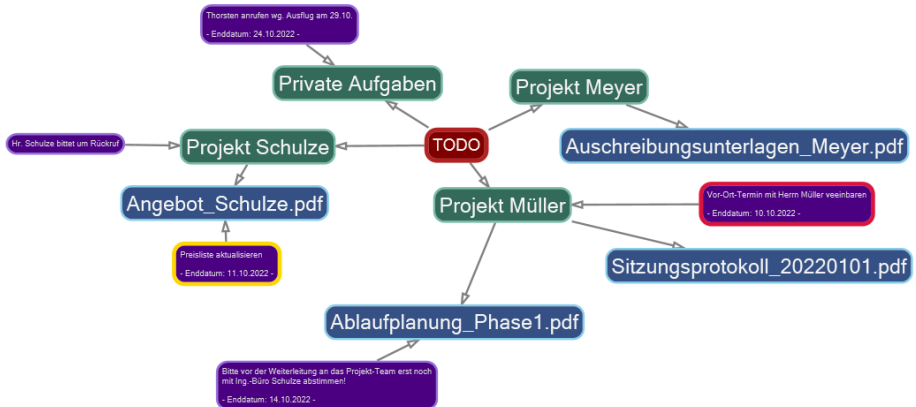 Thorsten anrufen wg. Ausflug am 29.10.
- Enddatum: 24.10.2022 -
Private Aufgaben
Projekt Meyer
Hr. Schulze bittet um Rückruf
Projekt Schulze
TODO
Auschreibungsunterlagen_Meyer.pdf
Angebot_Schulze.pdf
Projekt Müller
Vor-Ort-Termin mit Herrn Müller veeinbaren
- Enddatum: 10.10.2022 -
Preisliste aktualisieren
- Enddatum: 11.10.2022 -
Sitzungsprotokoll_20220101.pdf
Ablaufplanung_Phase1.pdf
Bitte vor der Weiterleitung an das Projekt-Team erst noch
mit Ing.-Büro Schulze abstimmen!
- Enddatum: 14.10.2022 -